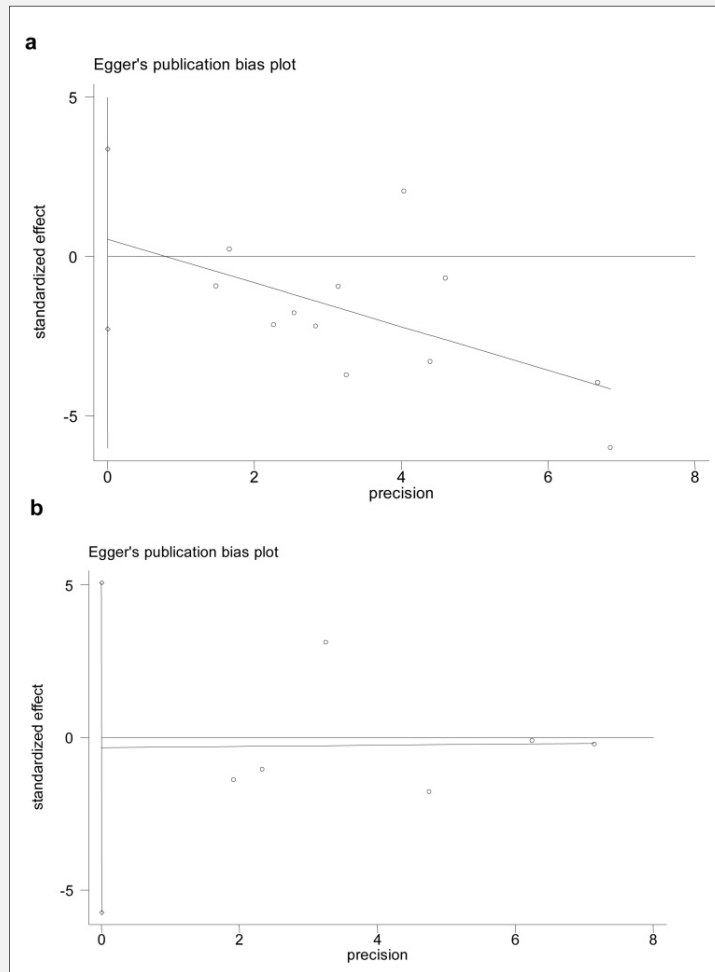 a
Egger's publication bias plot
5
0
-5
standardized effect
0 2 4 6 8
precision
b
Egger's publication bias plot
5
0
-5
standardized effect
0 2 4 6 8
precision